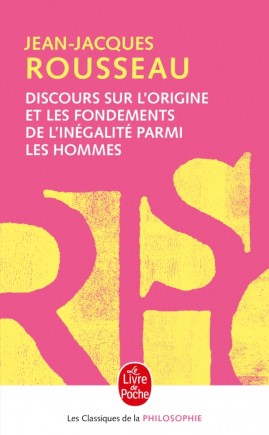 JEAN-JACQUES
ROUSSEAU
DISCOURS SUR L'ORIGINE
ET LES FONDEMENTS
DE L'INÉGALITÉ PARMI
LES HOMMES
Le
Livre
de
Poche
Les Classiques de la PHILOSOPHIE